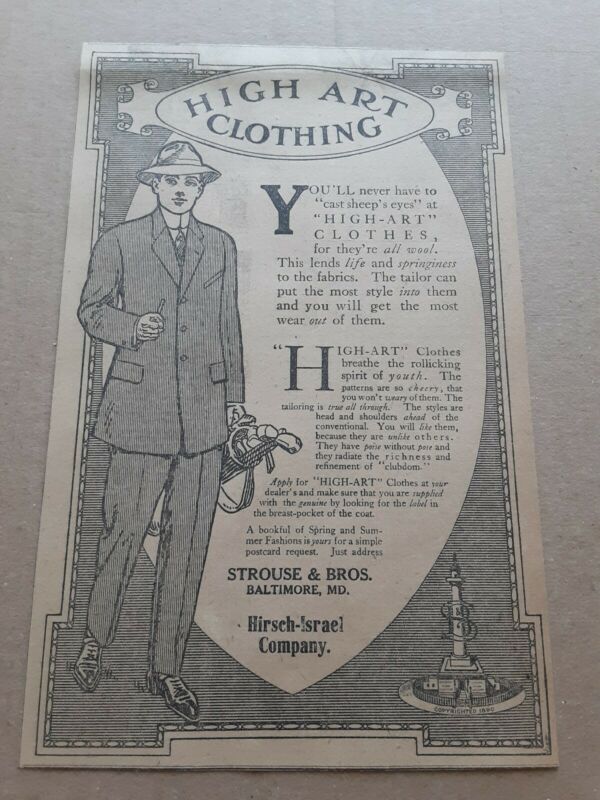 HIGH ART
CLOTHING
YOU'LL never have to
"cast sheep's eyes" at
"HIGH-ART"
CLOTHES,
for they're all wool.
This lends life and springiness
to the fabrics. The tailor can
put the most style into them
and you will get the most
wear out of them.
"HIGH-ART" Clothes
breathe the rollicking
spirit of youth. The
patterns are so cheery, that
you won't weary of them. The
tailoring is true all through. The styles are
head and shoulders ahead of the
conventional. You will like them,
because they are unlike others.
They have poise without pose and
they radiate the richness and
refinement of "clubdom."
Apply for "HIGH-ART" Clothes at your
dealer's and make sure that you are supplied
with the genuine by looking for the label in
the breast-pocket of the coat.
A bookful of Spring and Sum-
mer Fashions is yours for a simple
postcard request. Just address
STROUSE & BROS.
BALTIMORE, MD.
Hirsch-Israel
Company.
COPYRIGHTED 1890